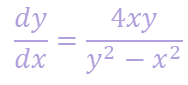 dy/dx = 4xy/(y² − x²)